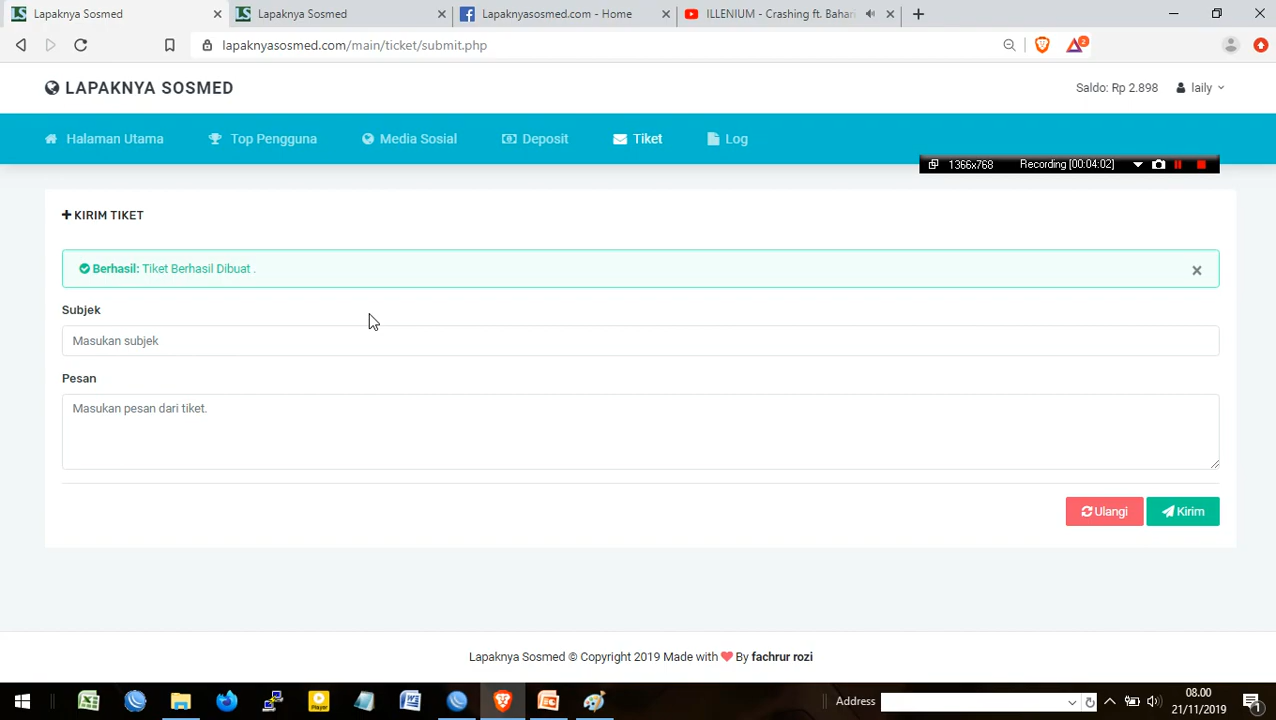 Lapaknya Sosmed
Lapaknya Sosmed
Lapaknyasosmed.com - Home
ILLENIUM - Crashing ft. Bahari
lapaknyasosmed.com/main/ticket/submit.php
2
LAPAKNYA SOSMED
Saldo: Rp 2.898
laily
Halaman Utama
Top Pengguna
Media Sosial
Deposit
Tiket
Log
1366x768
Recording [00:04:02]
KIRIM TIKET
Berhasil: Tiket Berhasil Dibuat .
Subjek
Masukan subjek
Pesan
Masukan pesan dari tiket.
Ulangi
Kirim
Lapaknya Sosmed © Copyright 2019 Made with ❤ By fachrur rozi
Address
08.00
21/11/2019
1